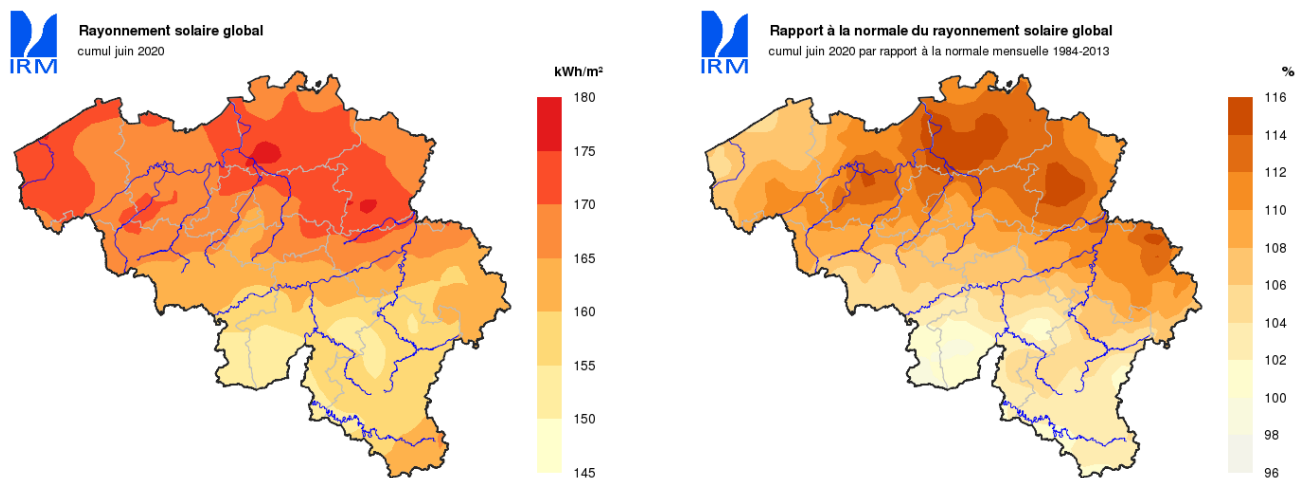 IRM
Rayonnement solaire global
cumul juin 2020
kWh/m²
180
175
170
165
160
155
150
145
IRM
Rapport à la normale du rayonnement solaire global
cumul juin 2020 par rapport à la normale mensuelle 1984-2013
%
116
114
112
110
108
106
104
102
100
98
96